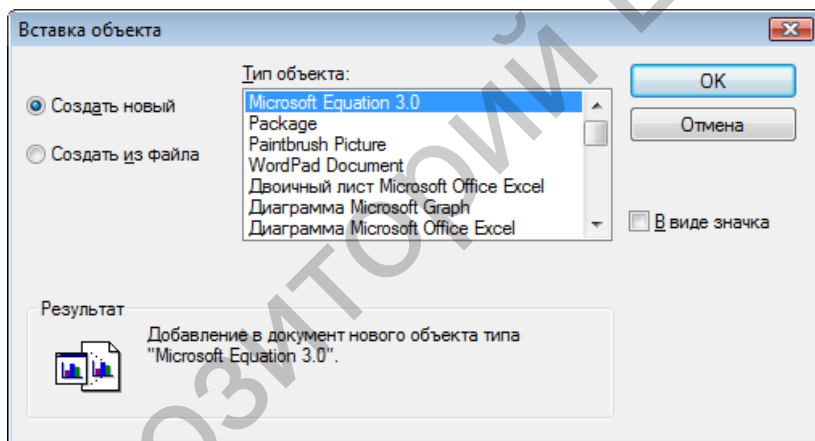 Вставка объекта
Тип объекта:
Создать новый
Создать из файла
Microsoft Equation 3.0
Package
Paintbrush Picture
WordPad Document
Двоичный лист Microsoft Office Excel
Диаграмма Microsoft Graph
Диаграмма Microsoft Office Excel
OK
Отмена
В виде значка
Результат
Добавление в документ нового объекта типа
"Microsoft Equation 3.0".